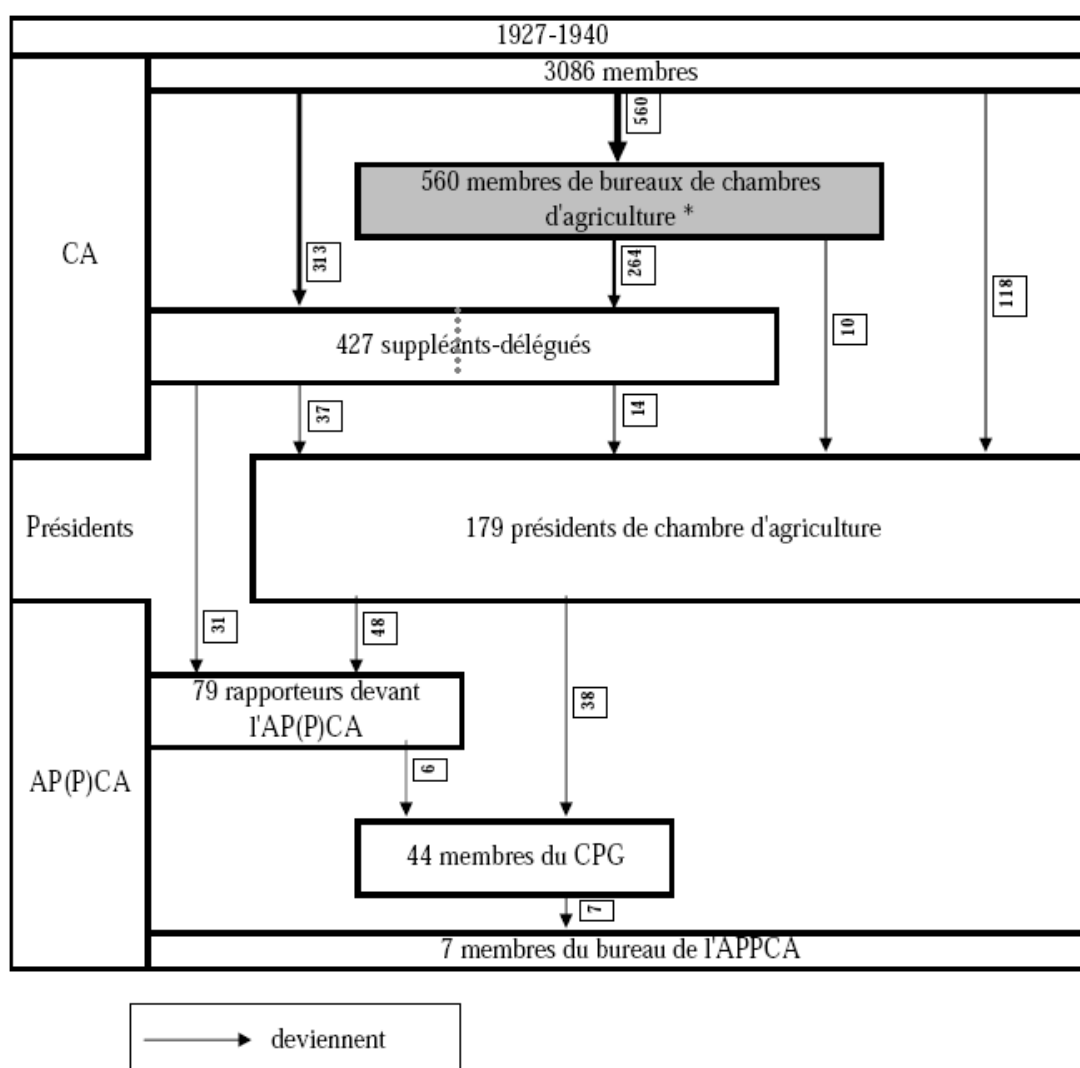 1927-1940
3086 membres
560
560 membres de bureaux de chambres
d'agriculture *
CA
313
264
10
118
427 suppléants-délégués
37
14
Présidents
179 présidents de chambre d'agriculture
31
48
79 rapporteurs devant
l'AP(P)CA
38
AP(P)CA
6
44 membres du CPG
7
7 membres du bureau de l'APPCA
deviennent